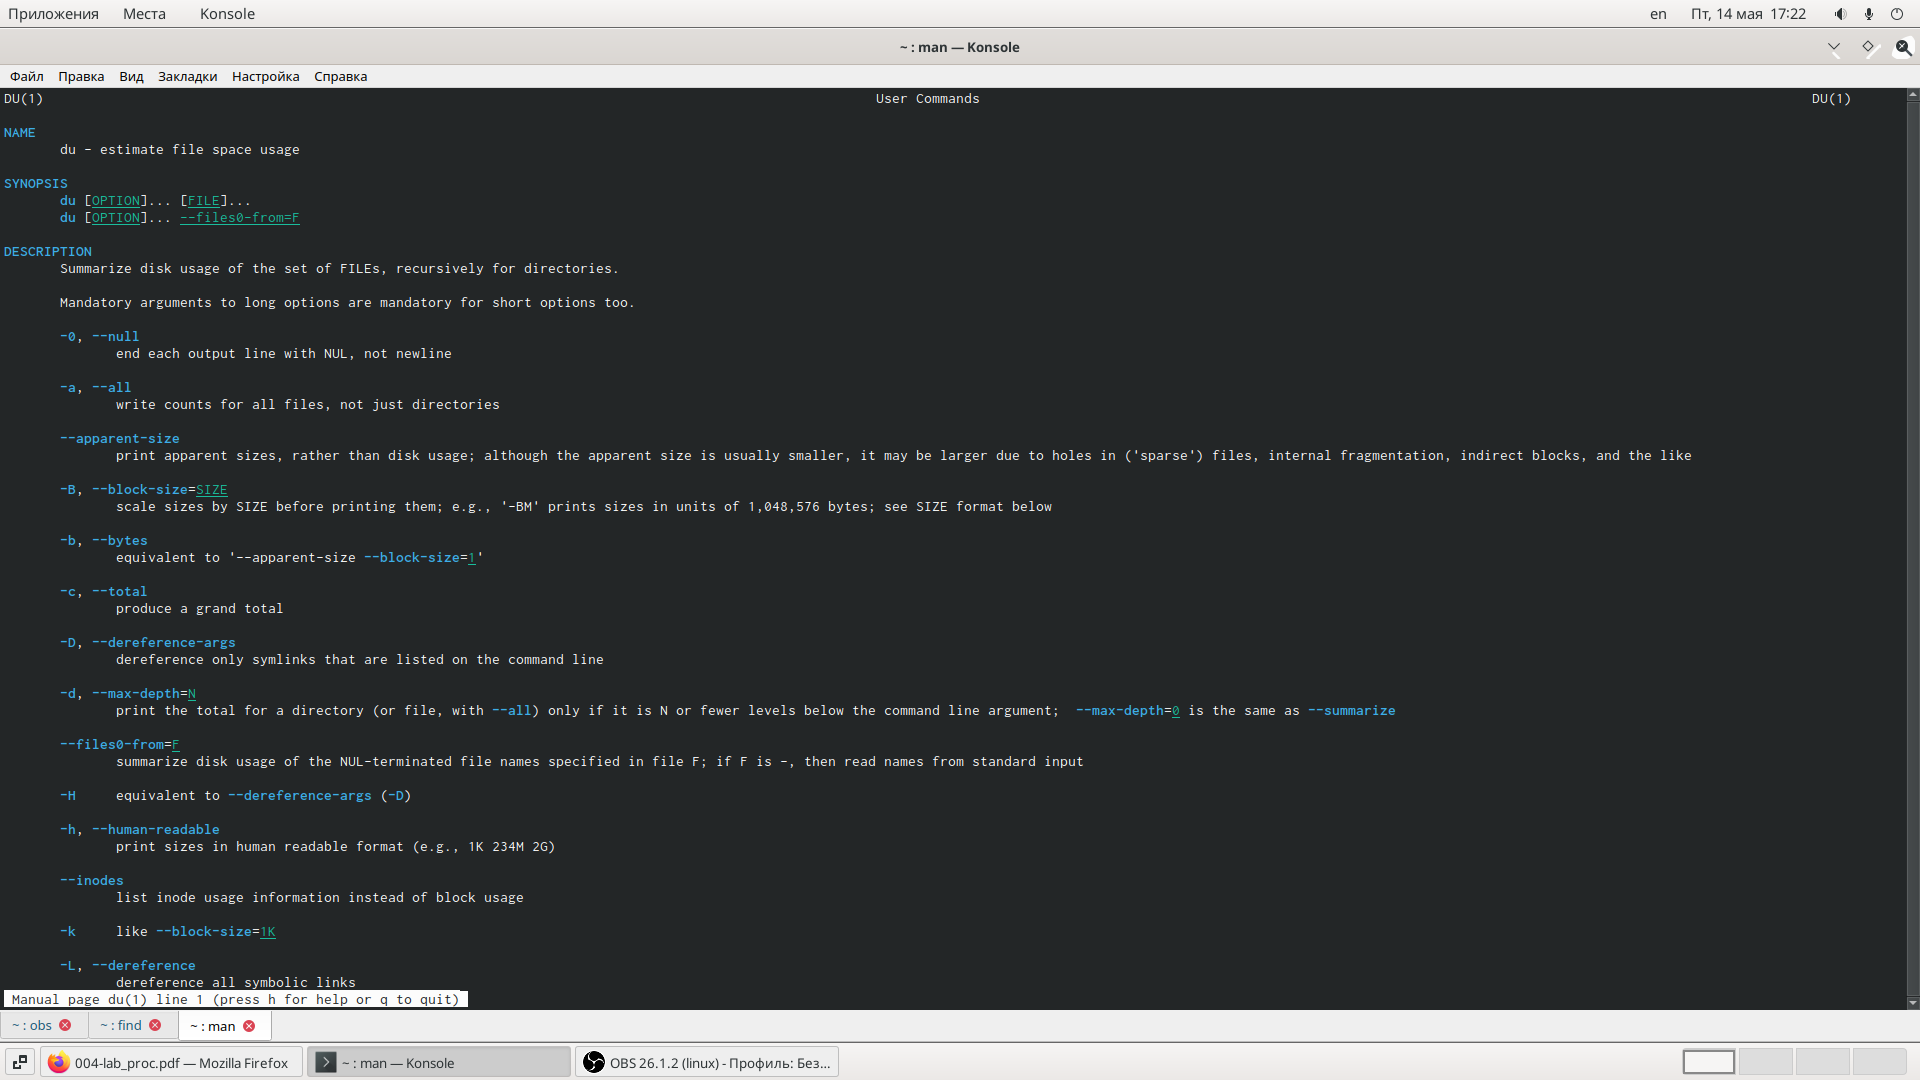 Приложения Места Konsole en Пт, 14 мая 17:22
~ : man — Konsole
Файл Правка Вид Закладки Настройка Справка
DU(1) User Commands DU(1)
NAME
du - estimate file space usage
SYNOPSIS
du [OPTION]... [FILE]...
du [OPTION]... --files0-from=F
DESCRIPTION
Summarize disk usage of the set of FILEs, recursively for directories.
Mandatory arguments to long options are mandatory for short options too.
-0, --null
end each output line with NUL, not newline
-a, --all
write counts for all files, not just directories
--apparent-size
print apparent sizes, rather than disk usage; although the apparent size is usually smaller, it may be larger due to holes in ('sparse') files, internal fragmentation, indirect blocks, and the like
-B, --block-size=SIZE
scale sizes by SIZE before printing them; e.g., '-BM' prints sizes in units of 1,048,576 bytes; see SIZE format below
-b, --bytes
equivalent to '--apparent-size --block-size=1'
-c, --total
produce a grand total
-D, --dereference-args
dereference only symlinks that are listed on the command line
-d, --max-depth=N
print the total for a directory (or file, with --all) only if it is N or fewer levels below the command line argument;  --max-depth=0 is the same as --summarize
--files0-from=F
summarize disk usage of the NUL-terminated file names specified in file F; if F is -, then read names from standard input
-H equivalent to --dereference-args (-D)
-h, --human-readable
print sizes in human readable format (e.g., 1K 234M 2G)
--inodes
list inode usage information instead of block usage
-k like --block-size=1K
-L, --dereference
dereference all symbolic links
Manual page du(1) line 1 (press h for help or q to quit)
~ : obs ~ : find ~ : man
004-lab_proc.pdf — Mozilla Firefox ~ : man — Konsole OBS 26.1.2 (linux) - Профиль: Без...